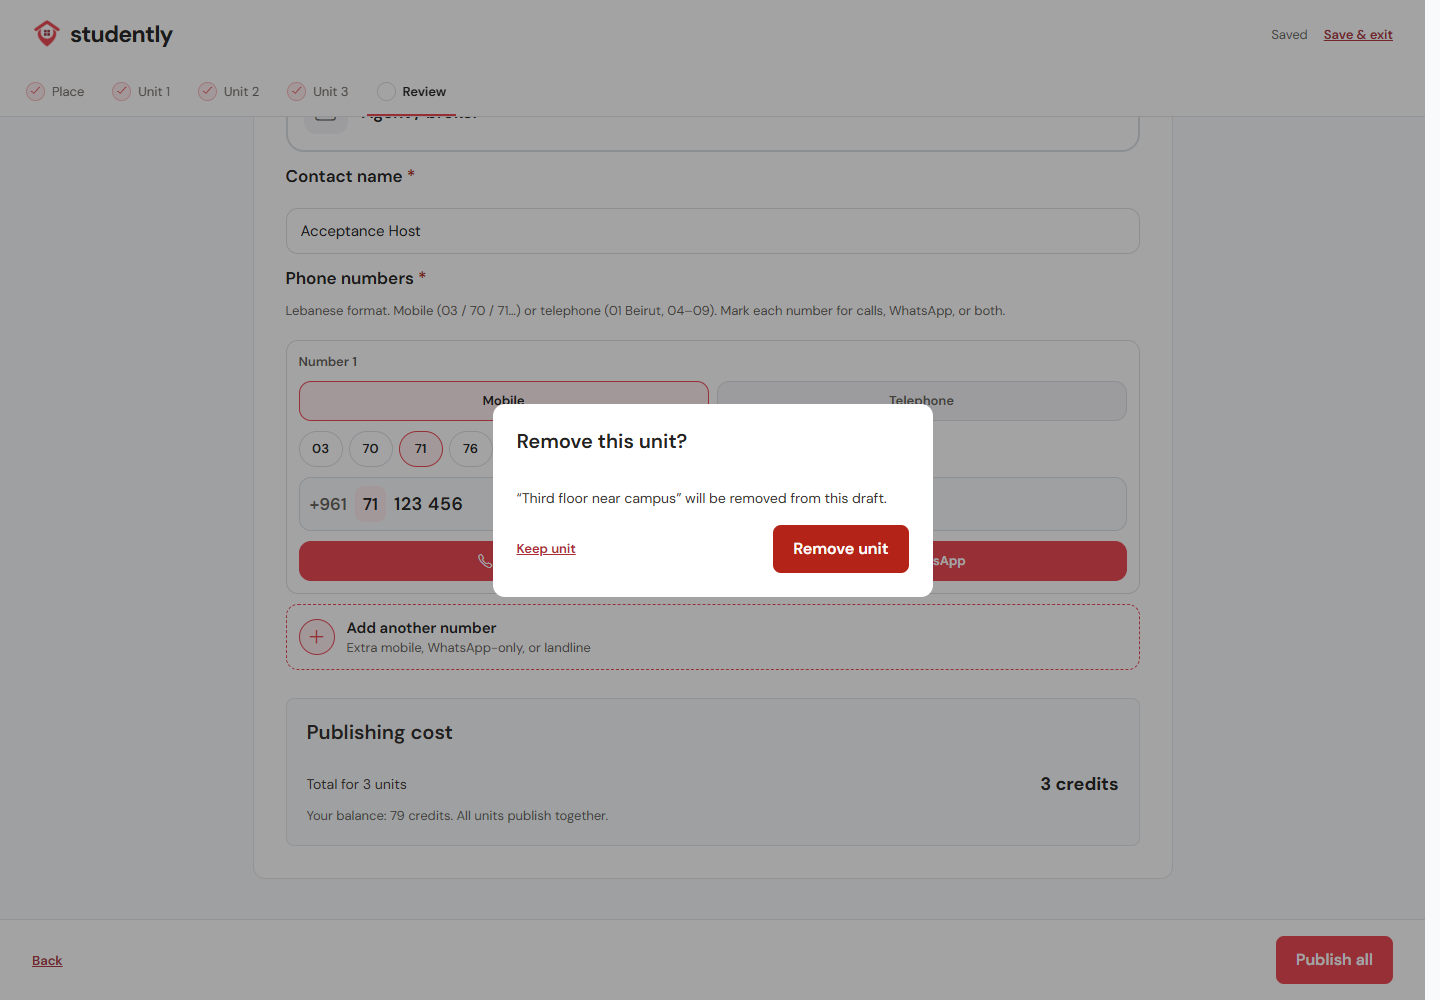 studently
Saved
Save & exit
Place
Unit 1
Unit 2
Unit 3
Review
Contact name *
Acceptance Host
Phone numbers *
Lebanese format. Mobile (03 / 70 / 71…) or telephone (01 Beirut, 04–09). Mark each number for calls, WhatsApp, or both.
Number 1
Mobile
Telephone
03
70
71
76
+961 71 123 456
Remove this unit?
“Third floor near campus” will be removed from this draft.
Keep unit
Remove unit
sApp
Add another number
Extra mobile, WhatsApp-only, or landline
Publishing cost
Total for 3 units
3 credits
Your balance: 79 credits. All units publish together.
Back
Publish all